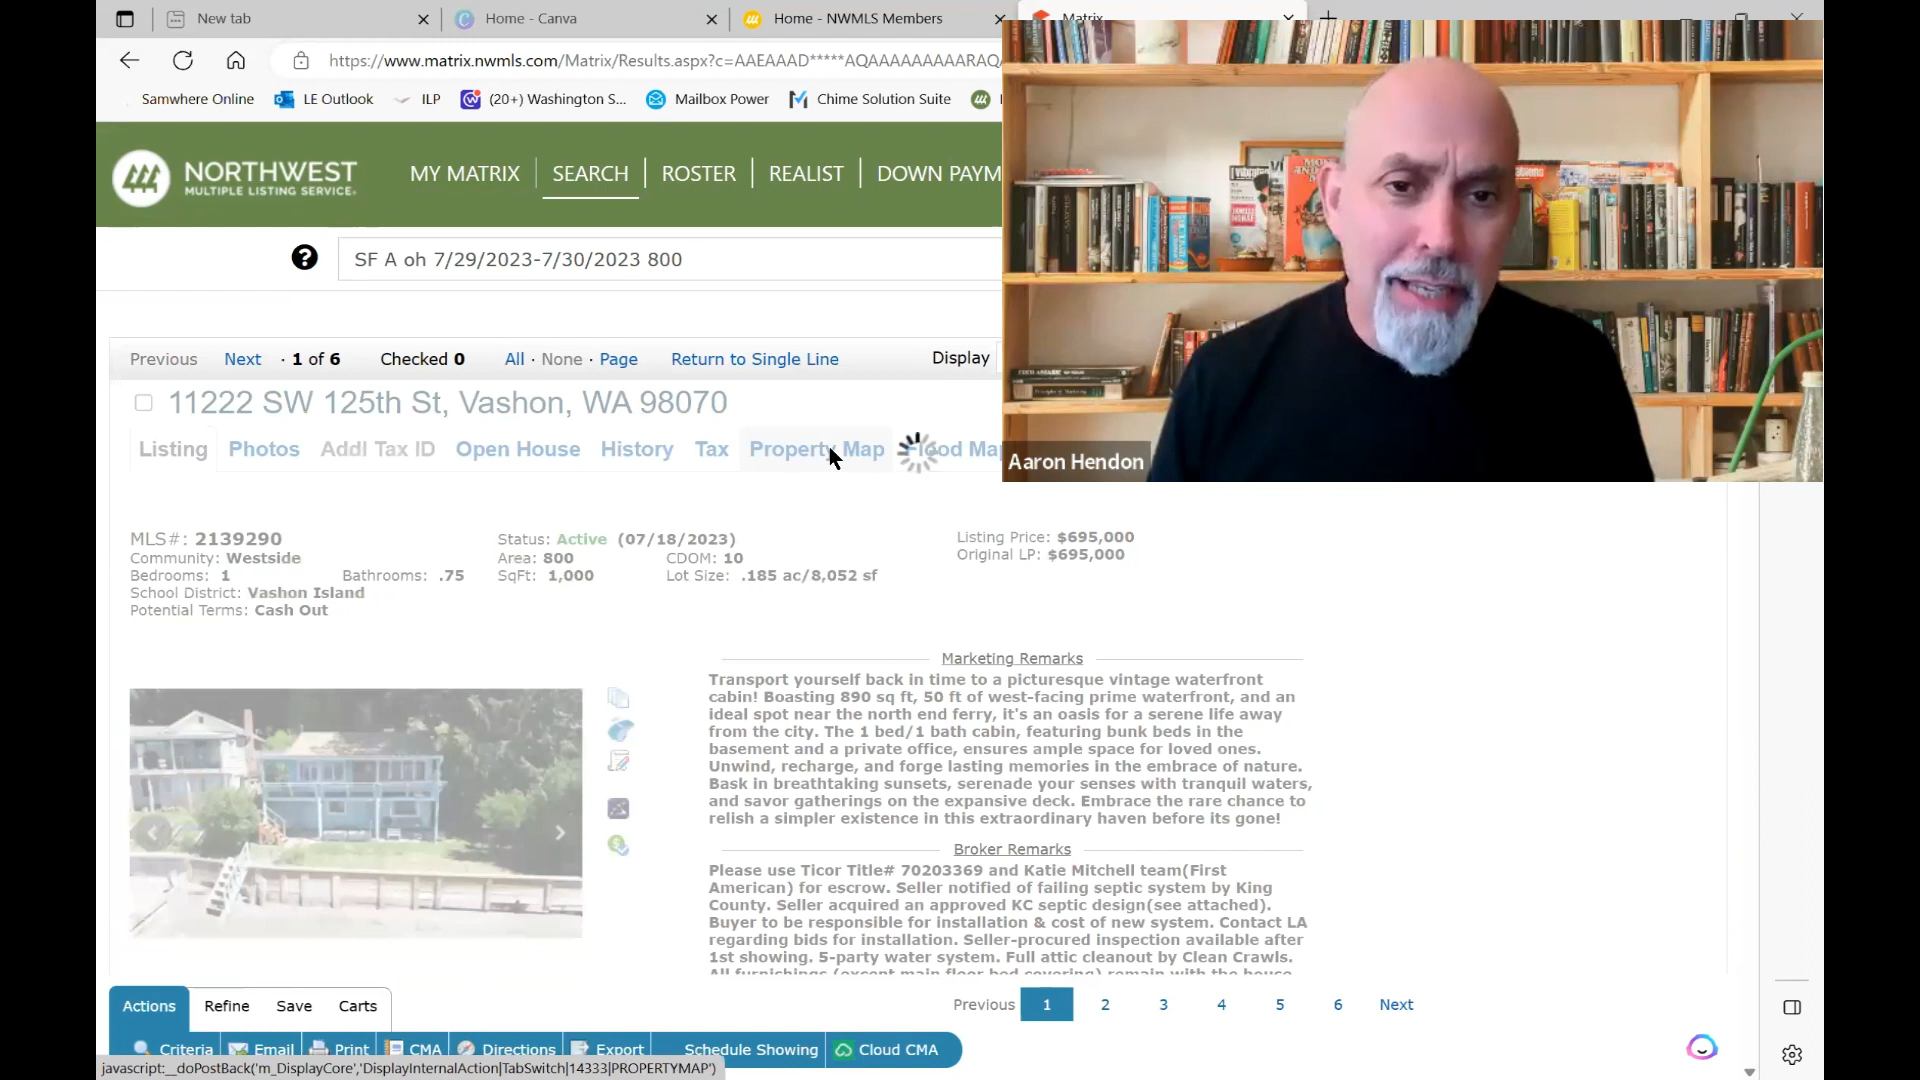 New tab
Home - Canva
Home - NWMLS Members
Matrix
https://www.matrix.nwmls.com/Matrix/Results.aspx?c=AAEAAAD*****AQAAAAAAAAARAQ
Samwhere Online
LE Outlook
ILP
(20+) Washington S...
Mailbox Power
Chime Solution Suite
NORTHWEST
MULTIPLE LISTING SERVICE
MY MATRIX
SEARCH
ROSTER
REALIST
DOWN PAYM
SF A oh 7/29/2023-7/30/2023 800
Previous Next · 1 of 6 Checked 0 All · None · Page Return to Single Line Display
11222 SW 125th St, Vashon, WA 98070
Listing Photos Addl Tax ID Open House History Tax Property Map Flood Map
Aaron Hendon
MLS#: 2139290 Status: Active (07/18/2023) Listing Price: $695,000
Community: Westside Area: 800 CDOM: 10 Original LP: $695,000
Bedrooms: 1 Bathrooms: .75 SqFt: 1,000 Lot Size: .185 ac/8,052 sf
School District: Vashon Island
Potential Terms: Cash Out
Marketing Remarks
Transport yourself back in time to a picturesque vintage waterfront
cabin! Boasting 890 sq ft, 50 ft of west-facing prime waterfront, and an
ideal spot near the north end ferry, it's an oasis for a serene life away
from the city. The 1 bed/1 bath cabin, featuring bunk beds in the
basement and a private office, ensures ample space for loved ones.
Unwind, recharge, and forge lasting memories in the embrace of nature.
Bask in breathtaking sunsets, serenade your senses with tranquil waters,
and savor gatherings on the expansive deck. Embrace the rare chance to
relish a simpler existence in this extraordinary haven before its gone!
Broker Remarks
Please use Ticor Title# 70203369 and Katie Mitchell team(First
American) for escrow. Seller notified of failing septic system by King
County. Seller acquired an approved KC septic design(see attached).
Buyer to be responsible for installation & cost of new system. Contact LA
regarding bids for installation. Seller-procured inspection available after
1st showing. 5-party water system. Full attic cleanout by Clean Crawls.
All furnishings (except main floor bed covering) remain with the house
Actions Refine Save Carts
Previous 1 2 3 4 5 6 Next
Criteria Email Print CMA Directions Export Schedule Showing Cloud CMA
javascript:__doPostBack('m_DisplayCore','DisplayInternalAction|TabSwitch|14333|PROPERTYMAP')